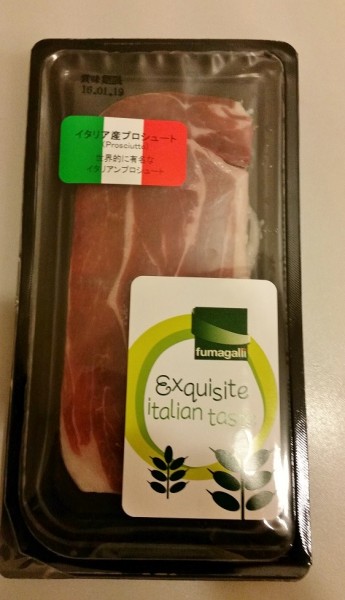 賞味期限
16.01.19
イタリア産プロシュート
(Prosciutto)
世界的に有名な
イタリアンプロシュート
fumagalli
Exquisite
italian taste